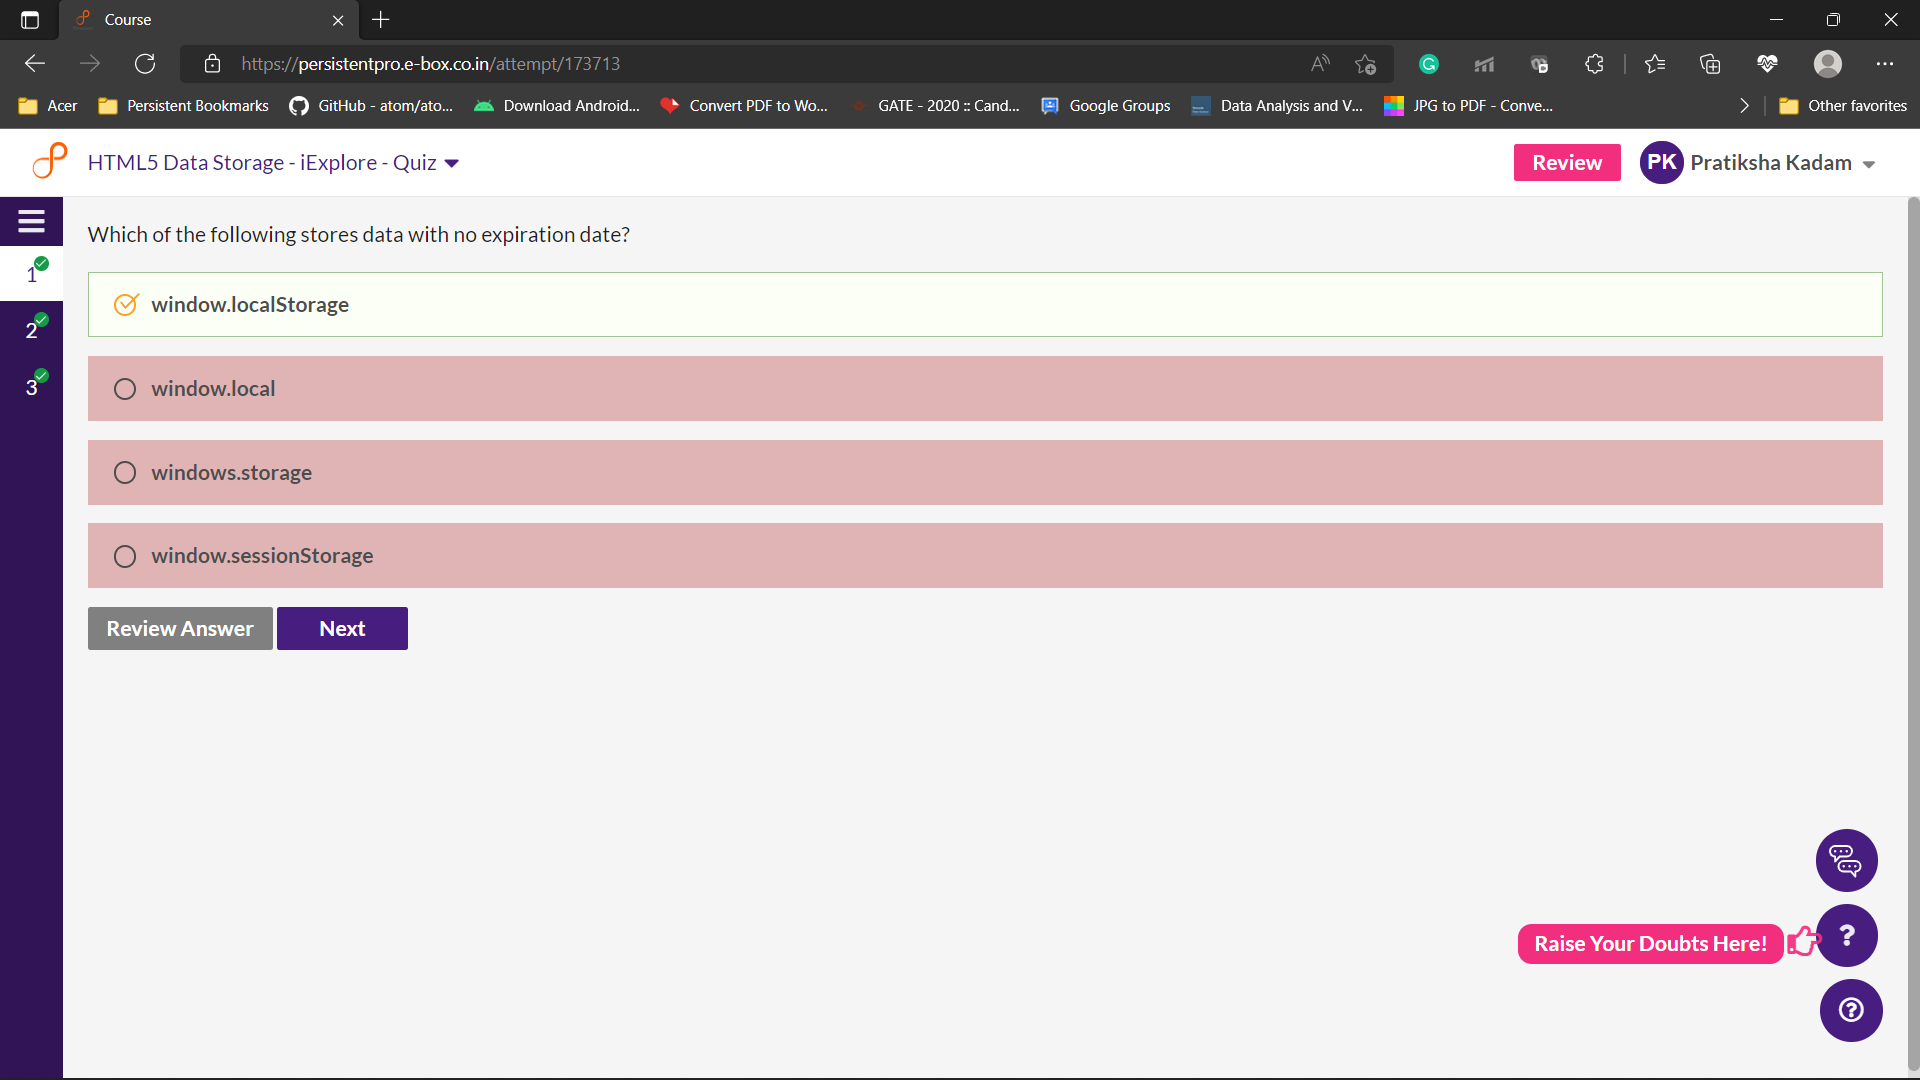 Course
https://persistentpro.e-box.co.in/attempt/173713
Acer Persistent Bookmarks GitHub - atom/ato... Download Android... Convert PDF to Wo... GATE - 2020 :: Cand... Google Groups Data Analysis and V... JPG to PDF - Conve... Other favorites
HTML5 Data Storage - iExplore - Quiz Review PK Pratiksha Kadam
Which of the following stores data with no expiration date?
1
window.localStorage
2
window.local
3
windows.storage
window.sessionStorage
Review Answer Next
Raise Your Doubts Here! ?
?